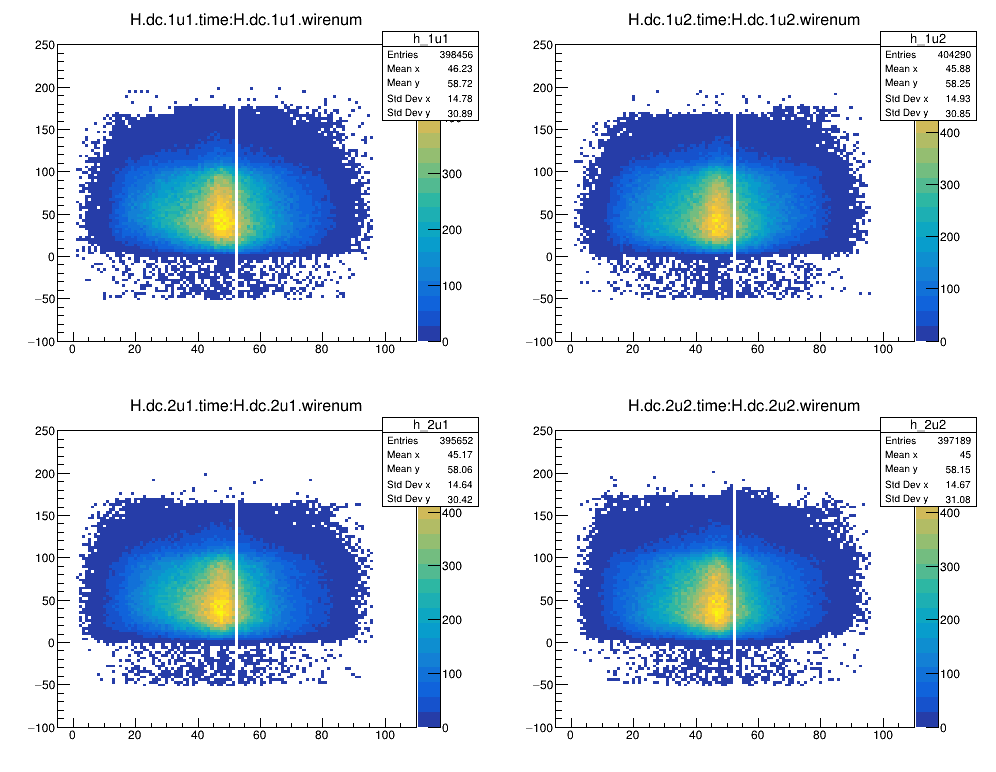 H.dc.1u1.time:H.dc.1u1.wirenum
h_1u1
Entries 398456
Mean x 46.23
Mean y 58.72
Std Dev x 14.78
Std Dev y 30.89
250
200
150
100
50
0
−50
−100
0 20 40 60 80 100
300
200
100
0
H.dc.1u2.time:H.dc.1u2.wirenum
h_1u2
Entries 404290
Mean x 45.88
Mean y 58.25
Std Dev x 14.93
Std Dev y 30.85
250
200
150
100
50
0
−50
−100
0 20 40 60 80 100
400
300
200
100
0
H.dc.2u1.time:H.dc.2u1.wirenum
h_2u1
Entries 395652
Mean x 45.17
Mean y 58.06
Std Dev x 14.64
Std Dev y 30.42
250
200
150
100
50
0
−50
−100
0 20 40 60 80 100
400
300
200
100
0
H.dc.2u2.time:H.dc.2u2.wirenum
h_2u2
Entries 397189
Mean x 45
Mean y 58.15
Std Dev x 14.67
Std Dev y 31.08
250
200
150
100
50
0
−50
−100
0 20 40 60 80 100
400
300
200
100
0